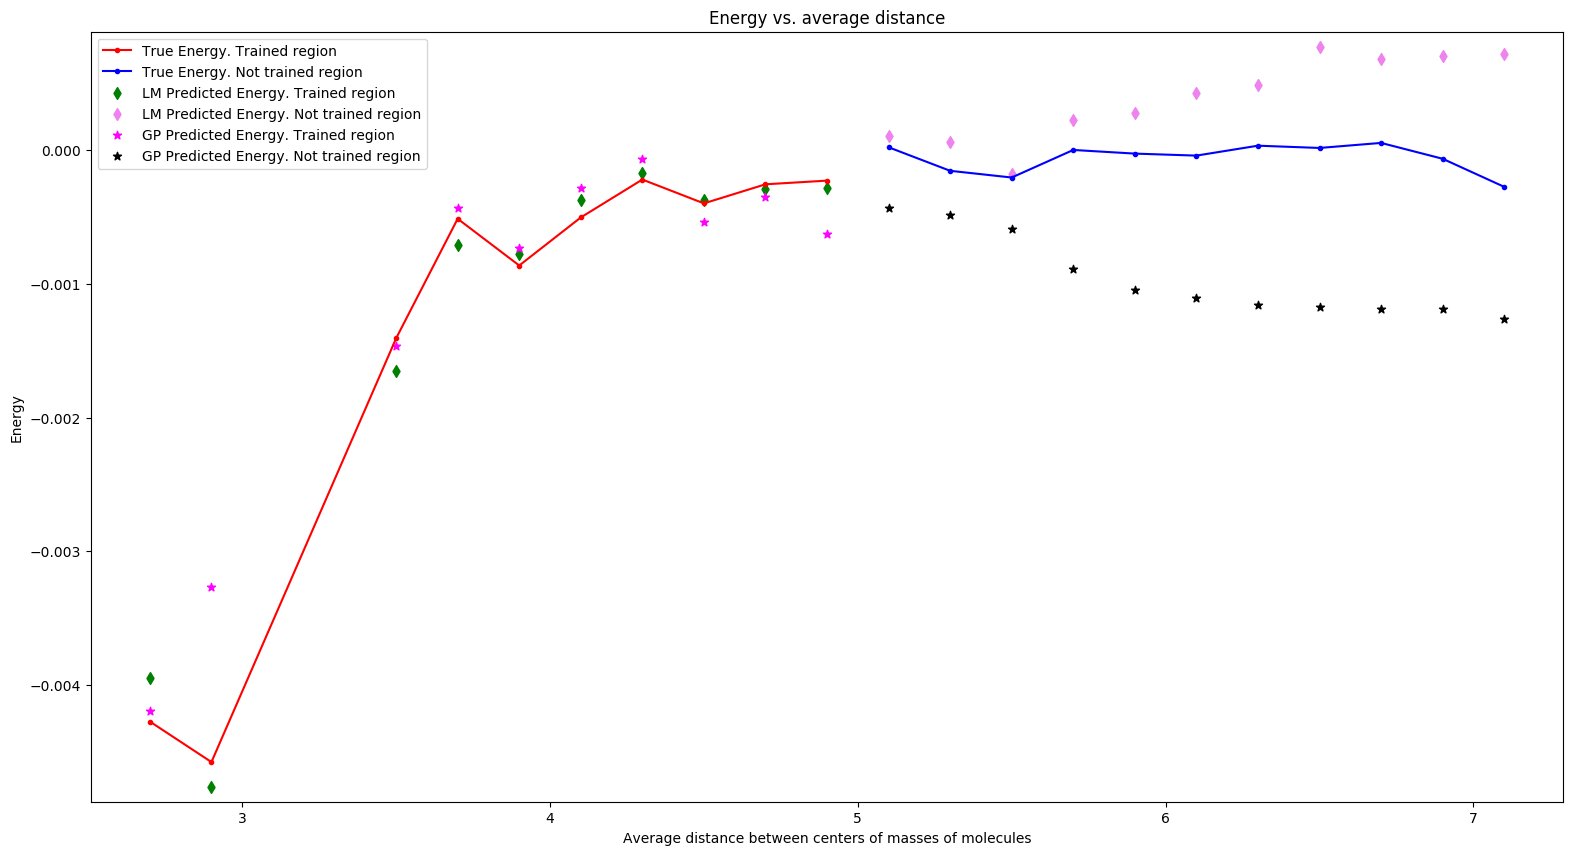 Energy vs. average distance
True Energy. Trained region
True Energy. Not trained region
LM Predicted Energy. Trained region
LM Predicted Energy. Not trained region
GP Predicted Energy. Trained region
GP Predicted Energy. Not trained region
0.000
−0.001
−0.002
−0.003
−0.004
Energy
3 4 5 6 7
Average distance between centers of masses of molecules